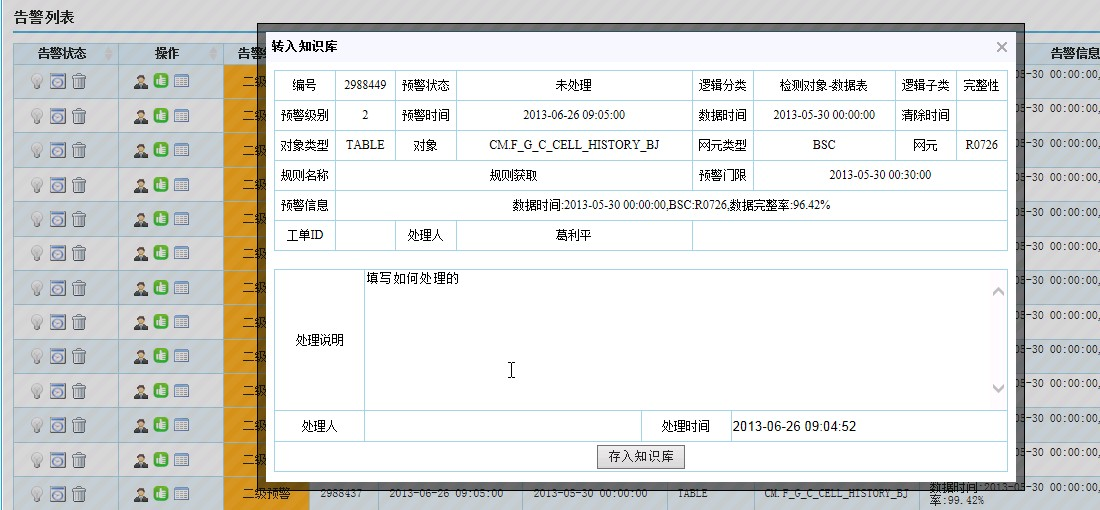 告警列表
告警状态 操作 告警 告警信息
转入知识库
编号 2988449 预警状态 未处理 逻辑分类 检测对象-数据表 逻辑子类 完整性
预警级别 2 预警时间 2013-06-26 09:05:00 数据时间 2013-05-30 00:00:00 清除时间
对象类型 TABLE 对象 CM.F_G_C_CELL_HISTORY_BJ 网元类型 BSC 网元 R0726
规则名称 规则获取 预警门限 2013-05-30 00:30:00
预警信息 数据时间:2013-05-30 00:00:00,BSC:R0726,数据完整率:96.42%
工单ID 处理人 葛利平
处理说明 填写如何处理的
处理人 处理时间 2013-06-26 09:04:52
存入知识库
二级预警 2988437 2013-06-26 09:05:00 2013-05-30 00:00:00 TABLE CM.F_G_C_CELL_HISTORY_BJ 数据时间:2013-05-30 00:00:00,
率:99.42%